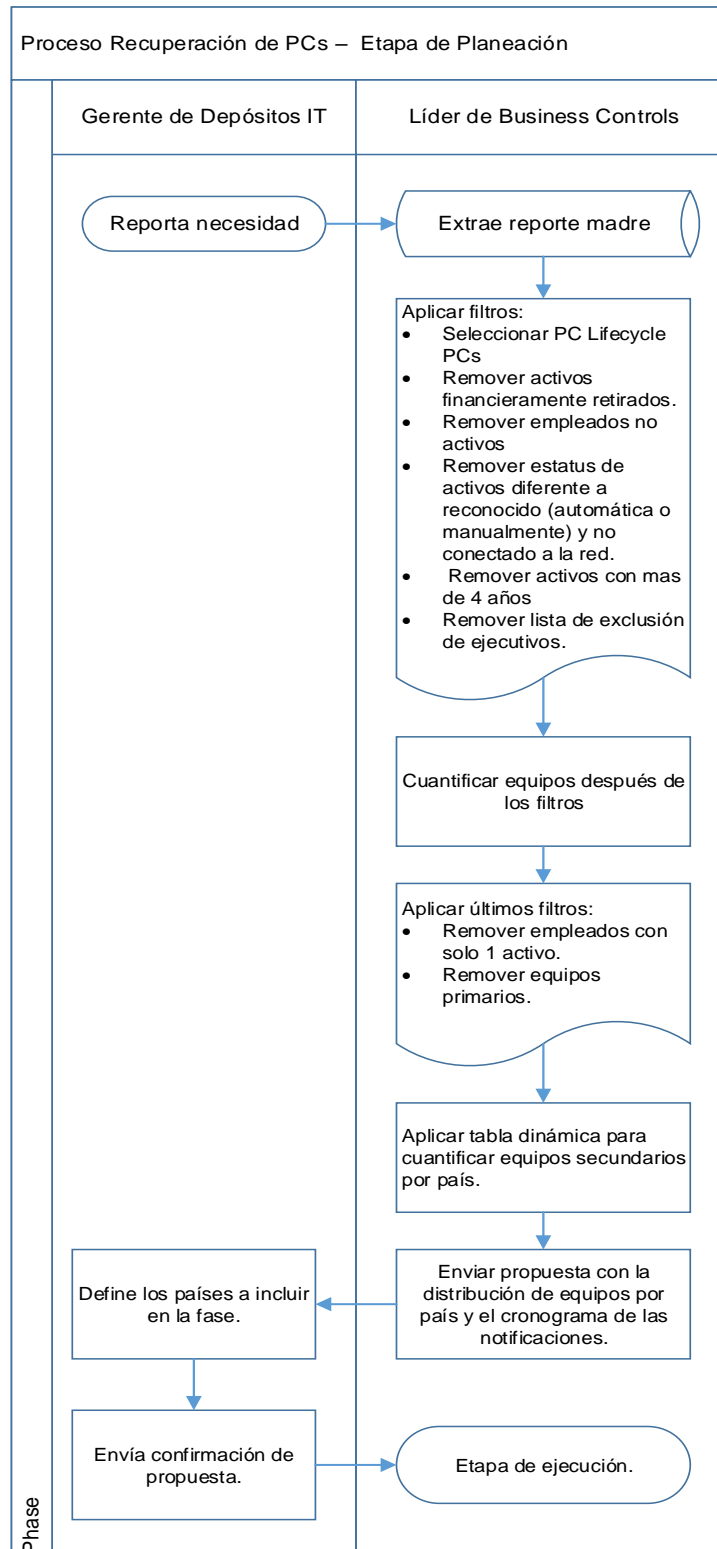 Proceso Recuperación de PCs – Etapa de Planeación
Gerente de Depósitos IT
Líder de Business Controls
Reporta necesidad
Extrae reporte madre
Aplicar filtros:
• Seleccionar PC Lifecycle
PCs
• Remover activos
financieramente retirados.
• Remover empleados no
activos
• Remover estatus de
activos diferente a
reconocido (automática o
manualmente) y no
conectado a la red.
• Remover activos con mas
de 4 años
• Remover lista de exclusión
de ejecutivos.
Cuantificar equipos después de
los filtros
Aplicar últimos filtros:
• Remover empleados con
solo 1 activo.
• Remover equipos
primarios.
Aplicar tabla dinámica para
cuantificar equipos secundarios
por país.
Enviar propuesta con la
distribución de equipos por
país y el cronograma de las
notificaciones.
Define los países a incluir
en la fase.
Envía confirmación de
propuesta.
Etapa de ejecución.
Phase